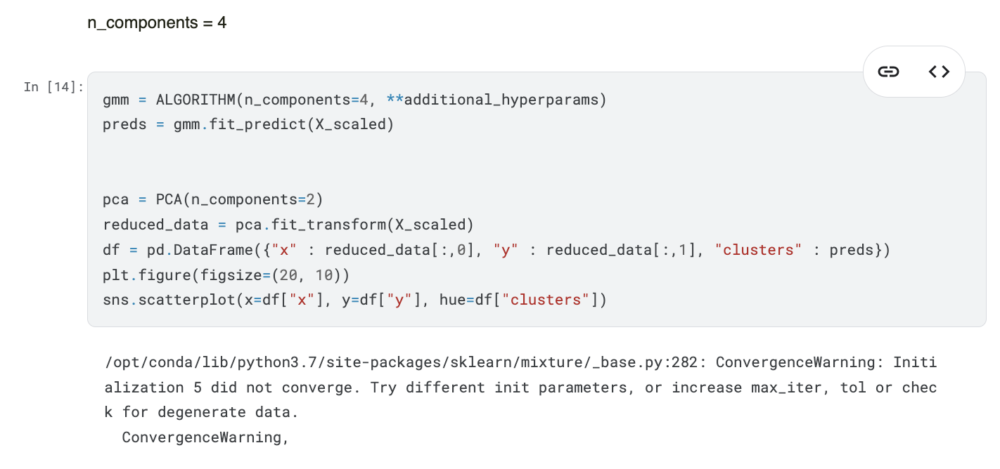 n_components = 4
In [14]:
gmm = ALGORITHM(n_components=4, **additional_hyperparams)
preds = gmm.fit_predict(X_scaled)
pca = PCA(n_components=2)
reduced_data = pca.fit_transform(X_scaled)
df = pd.DataFrame({"x" : reduced_data[:,0], "y" : reduced_data[:,1], "clusters" : preds})
plt.figure(figsize=(20, 10))
sns.scatterplot(x=df["x"], y=df["y"], hue=df["clusters"])
/opt/conda/lib/python3.7/site-packages/sklearn/mixture/_base.py:282: ConvergenceWarning: Initi
alization 5 did not converge. Try different init parameters, or increase max_iter, tol or chec
k for degenerate data.
ConvergenceWarning,